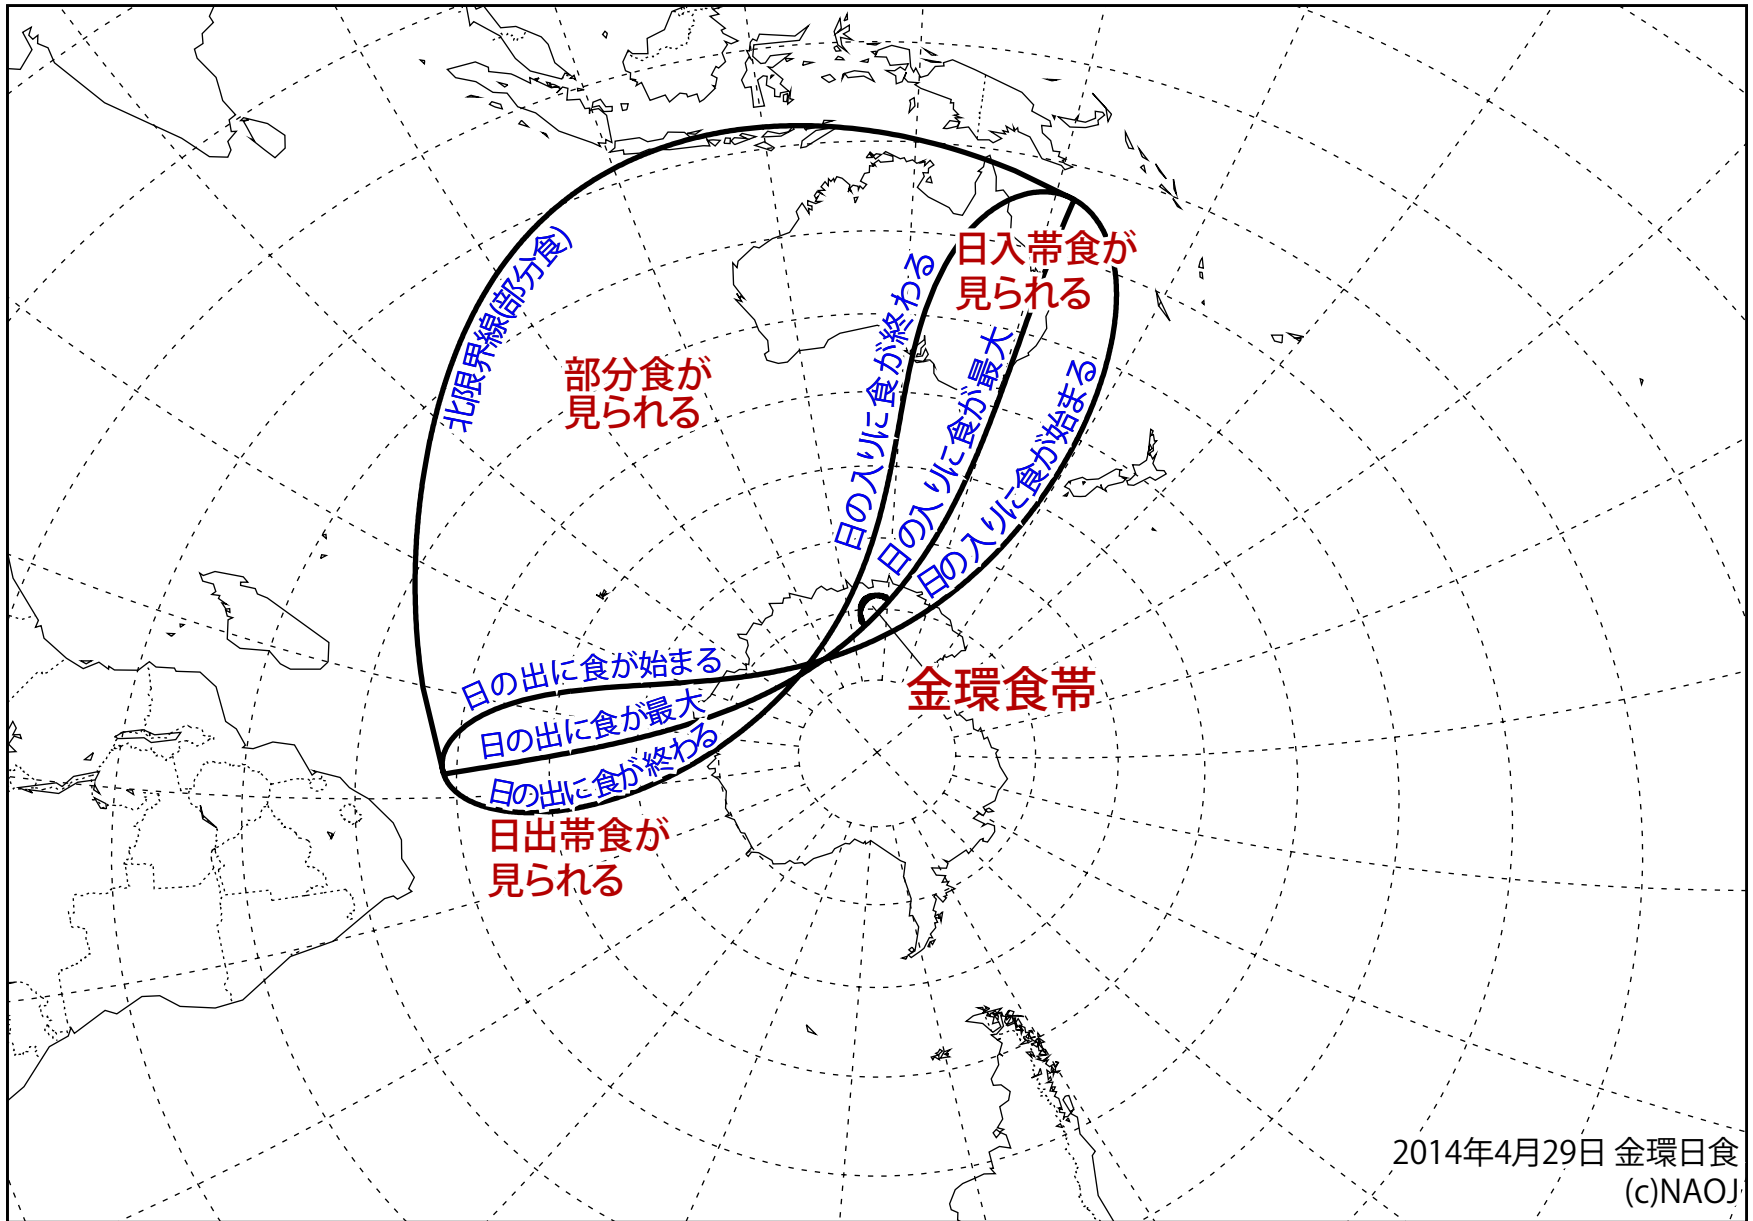 北限界線(部分食)
部分食が
見られる
日の入りに食が終わる
日入帯食が
見られる
日の入りに食が最大
日の入りに食が始まる
日の出に食が始まる
日の出に食が最大
日の出に食が終わる
金環食帯
日出帯食が
見られる
2014年4月29日 金環日食
(c)NAOJ